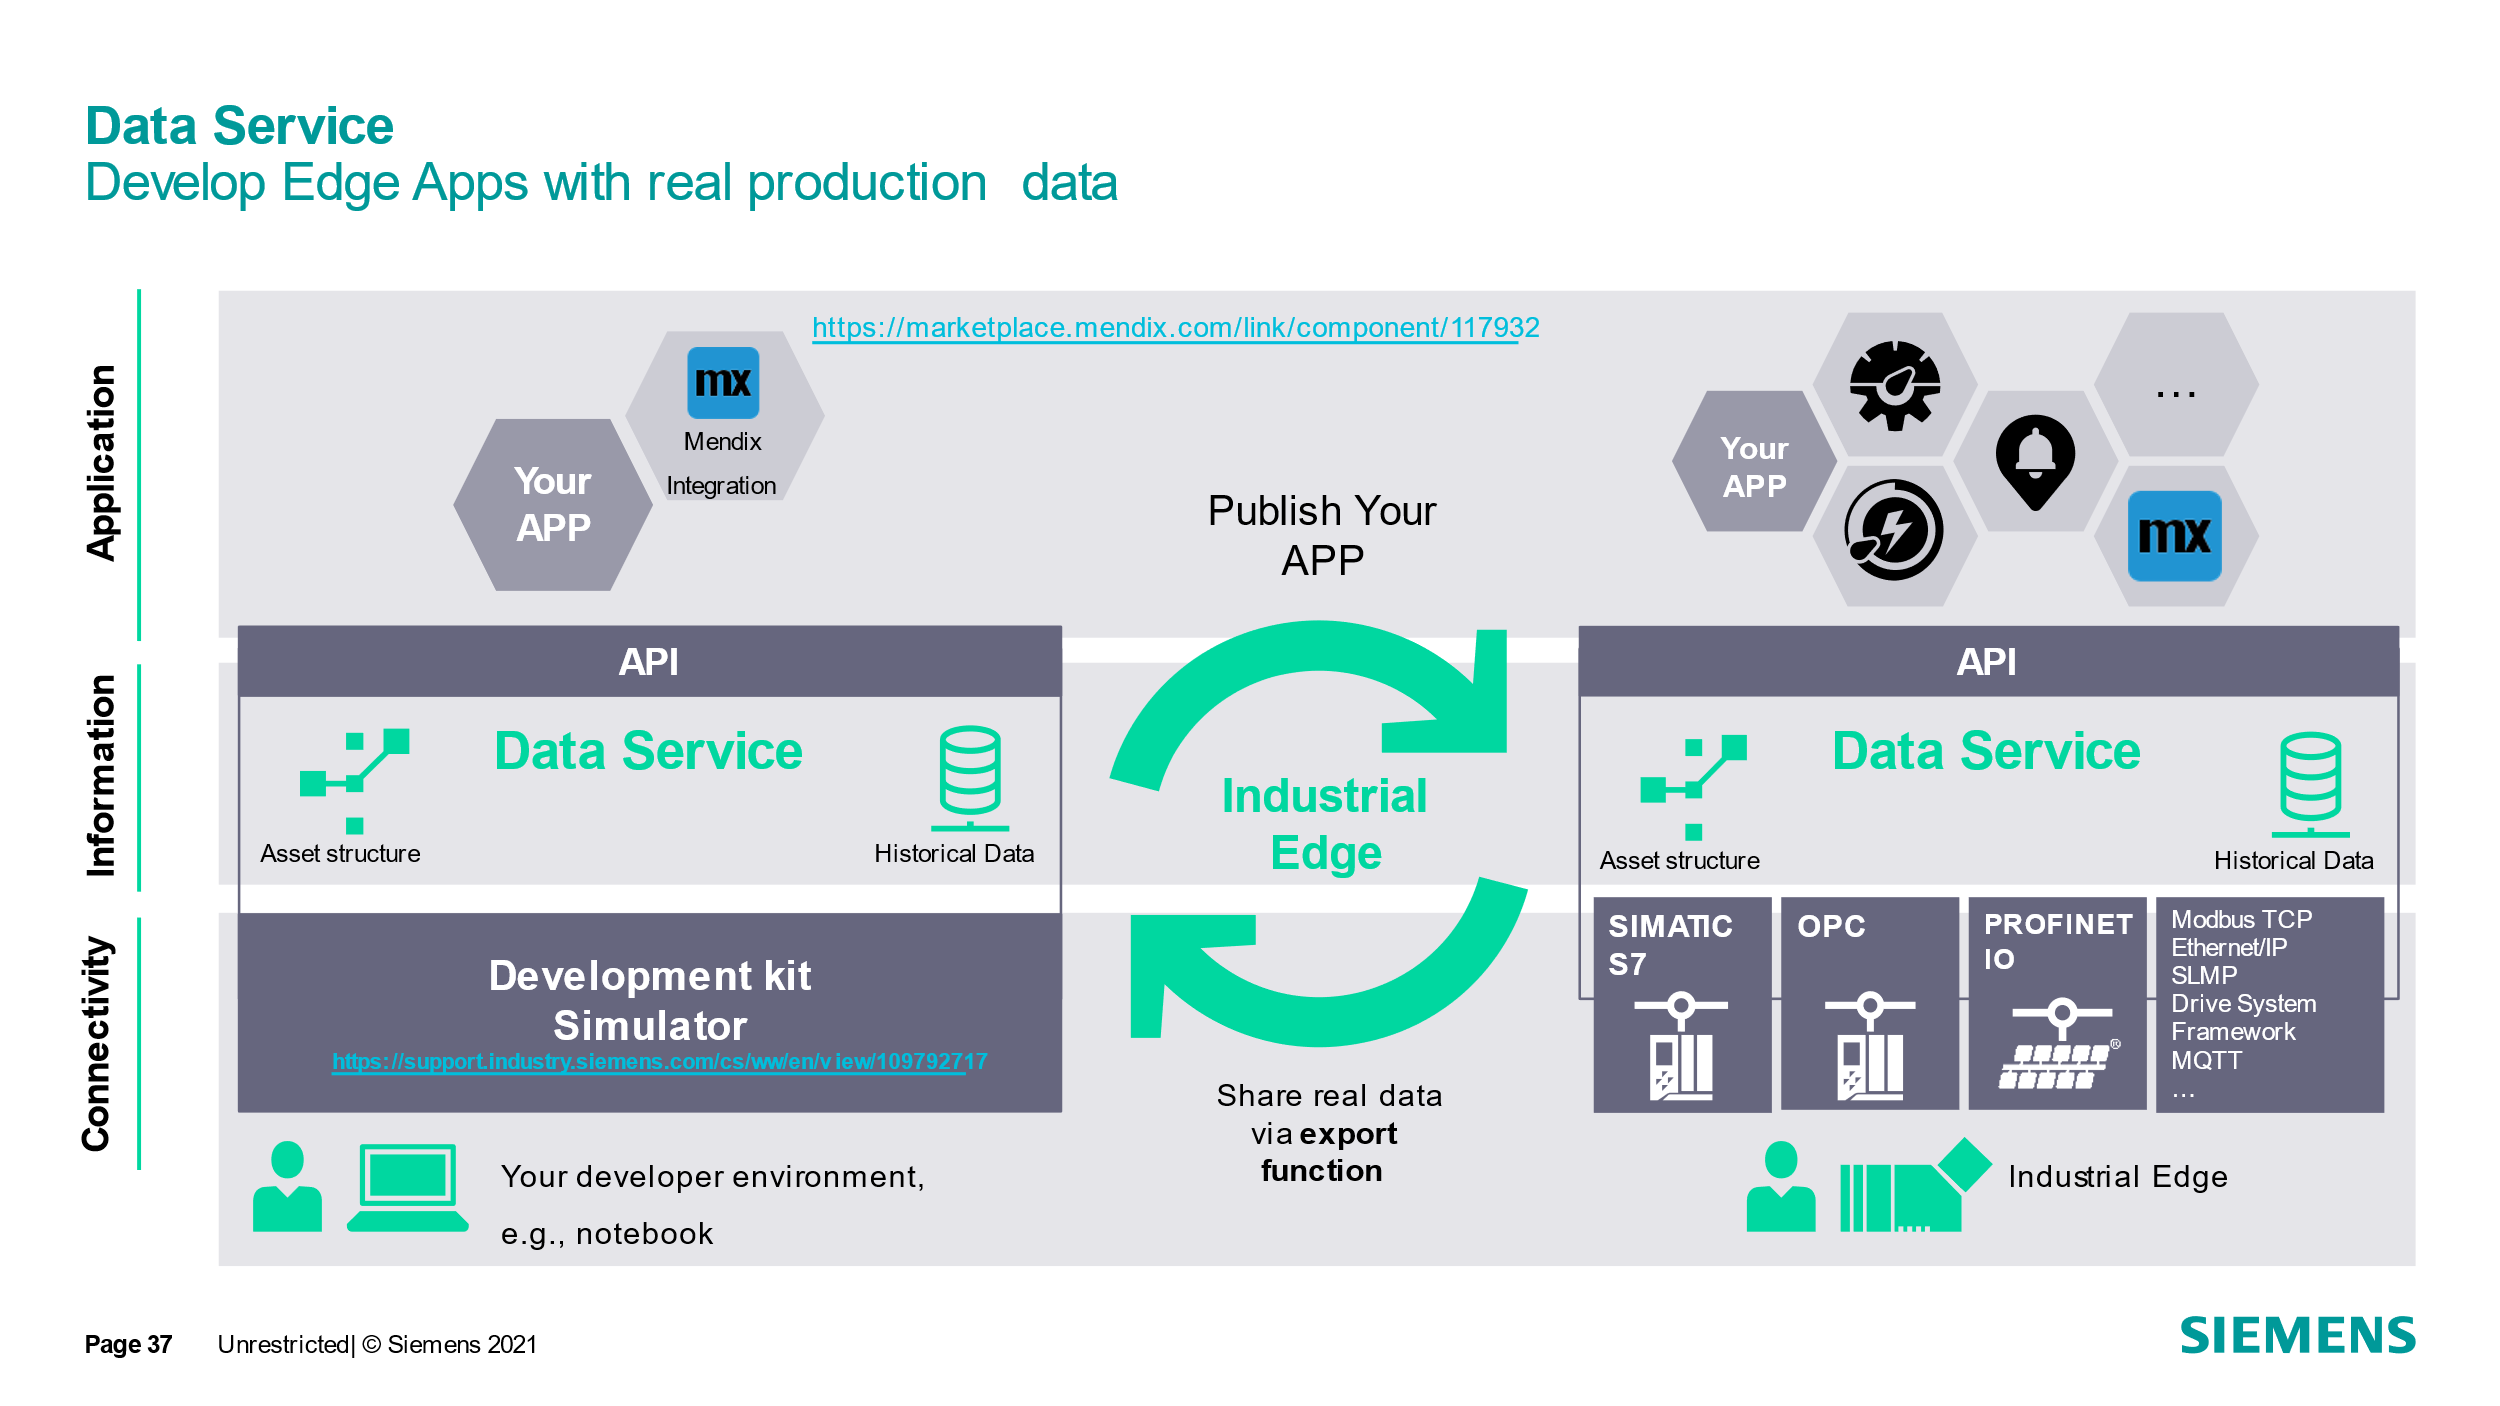 Data Service
Develop Edge Apps with real production data
Application
Information
Connectivity
https://marketplace.mendix.com/link/component/117932
mx
Mendix
Integration
Your
APP
Publish Your
APP
Your
APP
...
mx
API
Data Service
Asset structure
Historical Data
Development kit
Simulator
https://support.industry.siemens.com/cs/ww/en/view/109792717
Your developer environment,
e.g., notebook
Industrial
Edge
Share real data
via export
function
API
Data Service
Asset structure
Historical Data
SIMATIC
S7
OPC
PROFINET
IO
®
Modbus TCP
Ethernet/IP
SLMP
Drive System
Framework
MQTT
...
Industrial Edge
Page 37 Unrestricted| © Siemens 2021
SIEMENS